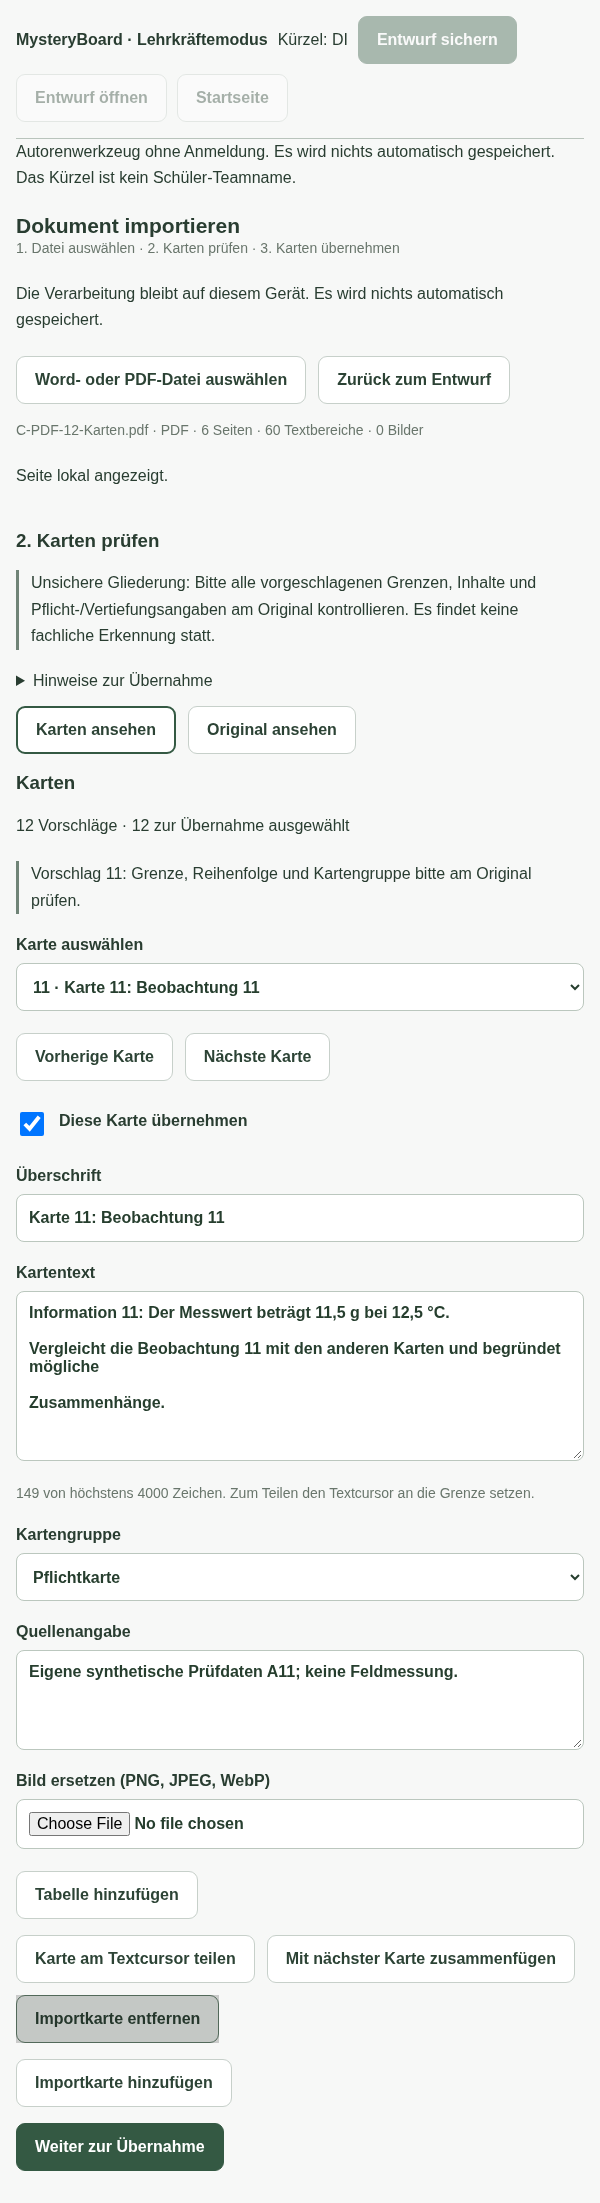 MysteryBoard · Lehrkräftemodus Kürzel: DI Entwurf sichern
Entwurf öffnen Startseite
Autorenwerkzeug ohne Anmeldung. Es wird nichts automatisch gespeichert.
Das Kürzel ist kein Schüler-Teamname.
Dokument importieren
1. Datei auswählen · 2. Karten prüfen · 3. Karten übernehmen
Die Verarbeitung bleibt auf diesem Gerät. Es wird nichts automatisch
gespeichert.
Word- oder PDF-Datei auswählen Zurück zum Entwurf
C-PDF-12-Karten.pdf · PDF · 6 Seiten · 60 Textbereiche · 0 Bilder
Seite lokal angezeigt.
2. Karten prüfen
Unsichere Gliederung: Bitte alle vorgeschlagenen Grenzen, Inhalte und
Pflicht-/Vertiefungsangaben am Original kontrollieren. Es findet keine
fachliche Erkennung statt.
Hinweise zur Übernahme
Karten ansehen Original ansehen
Karten
12 Vorschläge · 12 zur Übernahme ausgewählt
Vorschlag 11: Grenze, Reihenfolge und Kartengruppe bitte am Original
prüfen.
Karte auswählen
11 · Karte 11: Beobachtung 11
Vorherige Karte Nächste Karte
Diese Karte übernehmen
Überschrift
Karte 11: Beobachtung 11
Kartentext
Information 11: Der Messwert beträgt 11,5 g bei 12,5 °C.
Vergleicht die Beobachtung 11 mit den anderen Karten und begründet
mögliche
Zusammenhänge.
149 von höchstens 4000 Zeichen. Zum Teilen den Textcursor an die Grenze setzen.
Kartengruppe
Pflichtkarte
Quellenangabe
Eigene synthetische Prüfdaten A11; keine Feldmessung.
Bild ersetzen (PNG, JPEG, WebP)
Choose File No file chosen
Tabelle hinzufügen
Karte am Textcursor teilen Mit nächster Karte zusammenfügen
Importkarte entfernen
Importkarte hinzufügen
Weiter zur Übernahme